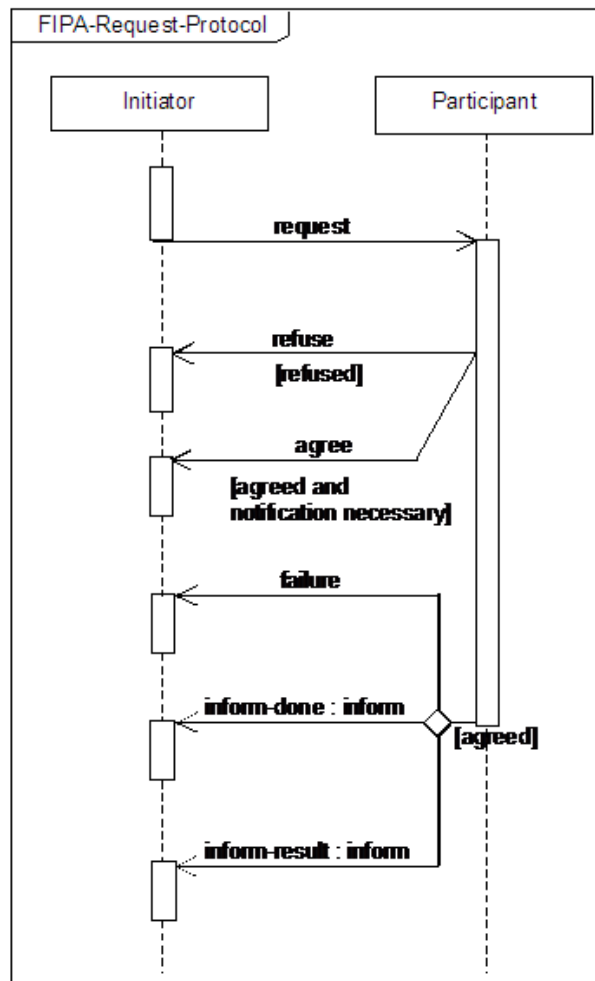 FIPA-Request-Protocol
Initiator
Participant
request
refuse
[refused]
agree
[agreed and
notification necessary]
failure
inform-done : inform
[agreed]
inform-result : inform